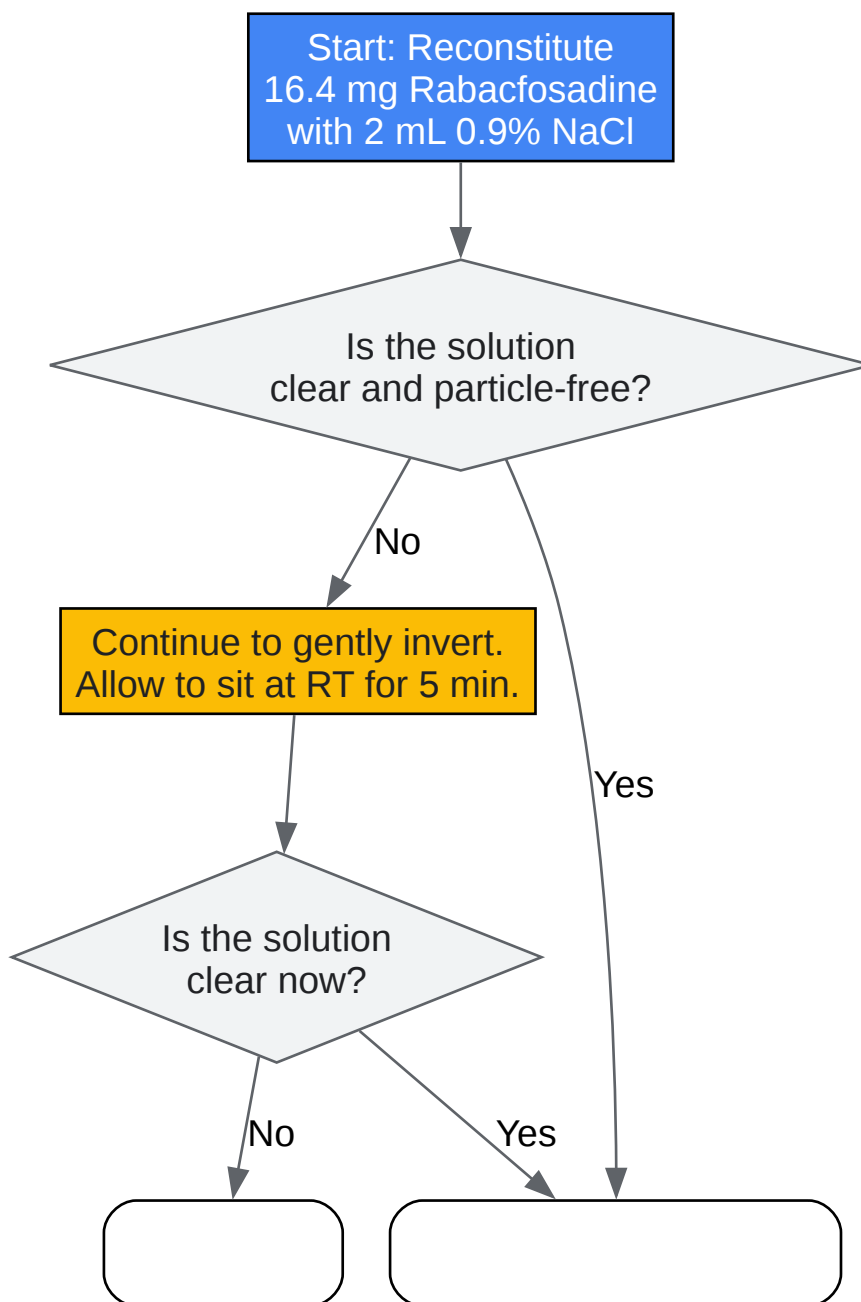 Start: Reconstitute
16.4 mg Rabacfosadine
with 2 mL 0.9% NaCl
Is the solution
clear and particle-free?
No
Continue to gently invert.
Allow to sit at RT for 5 min.
Yes
Is the solution
clear now?
No
Yes